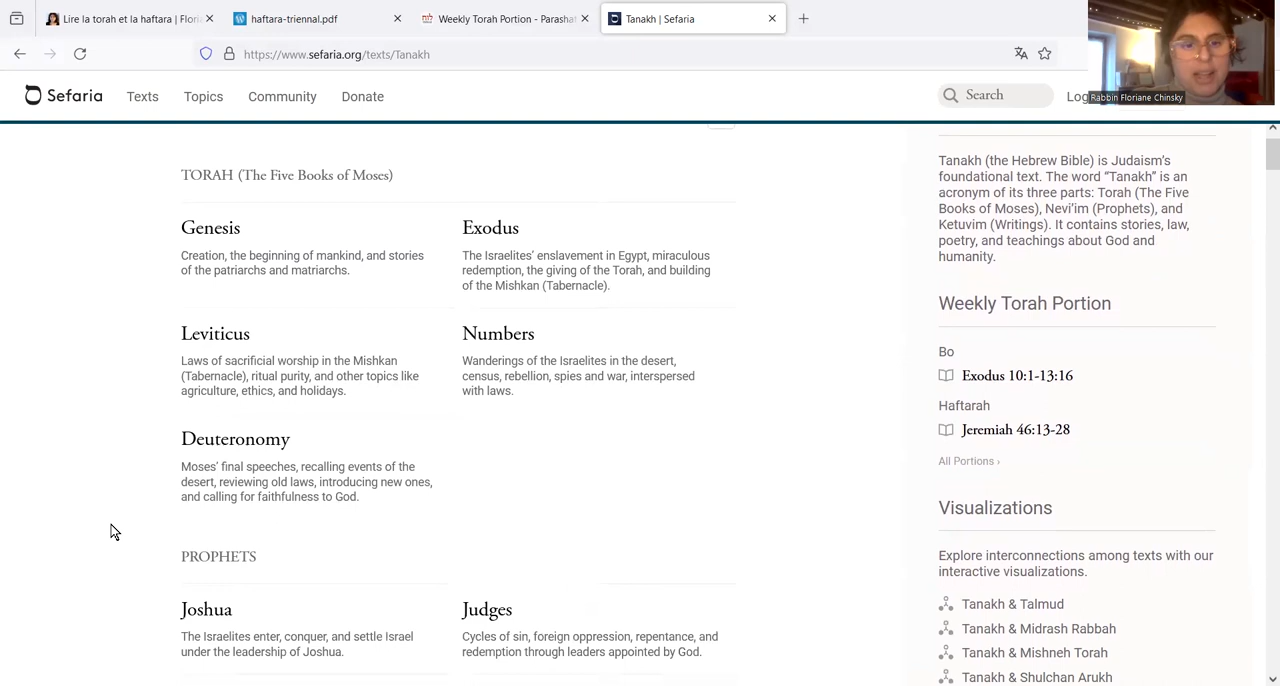 Lire la torah et la haftara | Flori
haftara-triennal.pdf
Weekly Torah Portion - Parashat
Tanakh | Sefaria
https://www.sefaria.org/texts/Tanakh
Sefaria
Texts
Topics
Community
Donate
Search
Log
Rabbin Floriane Chinsky
TORAH (The Five Books of Moses)
Genesis
Creation, the beginning of mankind, and stories
of the patriarchs and matriarchs.
Exodus
The Israelites' enslavement in Egypt, miraculous
redemption, the giving of the Torah, and building
of the Mishkan (Tabernacle).
Leviticus
Laws of sacrificial worship in the Mishkan
(Tabernacle), ritual purity, and other topics like
agriculture, ethics, and holidays.
Numbers
Wanderings of the Israelites in the desert,
census, rebellion, spies and war, interspersed
with laws.
Deuteronomy
Moses' final speeches, recalling events of the
desert, reviewing old laws, introducing new ones,
and calling for faithfulness to God.
PROPHETS
Joshua
The Israelites enter, conquer, and settle Israel
under the leadership of Joshua.
Judges
Cycles of sin, foreign oppression, repentance, and
redemption through leaders appointed by God.
Tanakh (the Hebrew Bible) is Judaism's
foundational text. The word “Tanakh” is an
acronym of its three parts: Torah (The Five
Books of Moses), Nevi'im (Prophets), and
Ketuvim (Writings). It contains stories, law,
poetry, and teachings about God and
humanity.
Weekly Torah Portion
Bo
Exodus 10:1-13:16
Haftarah
Jeremiah 46:13-28
All Portions ›
Visualizations
Explore interconnections among texts with our
interactive visualizations.
Tanakh & Talmud
Tanakh & Midrash Rabbah
Tanakh & Mishneh Torah
Tanakh & Shulchan Arukh